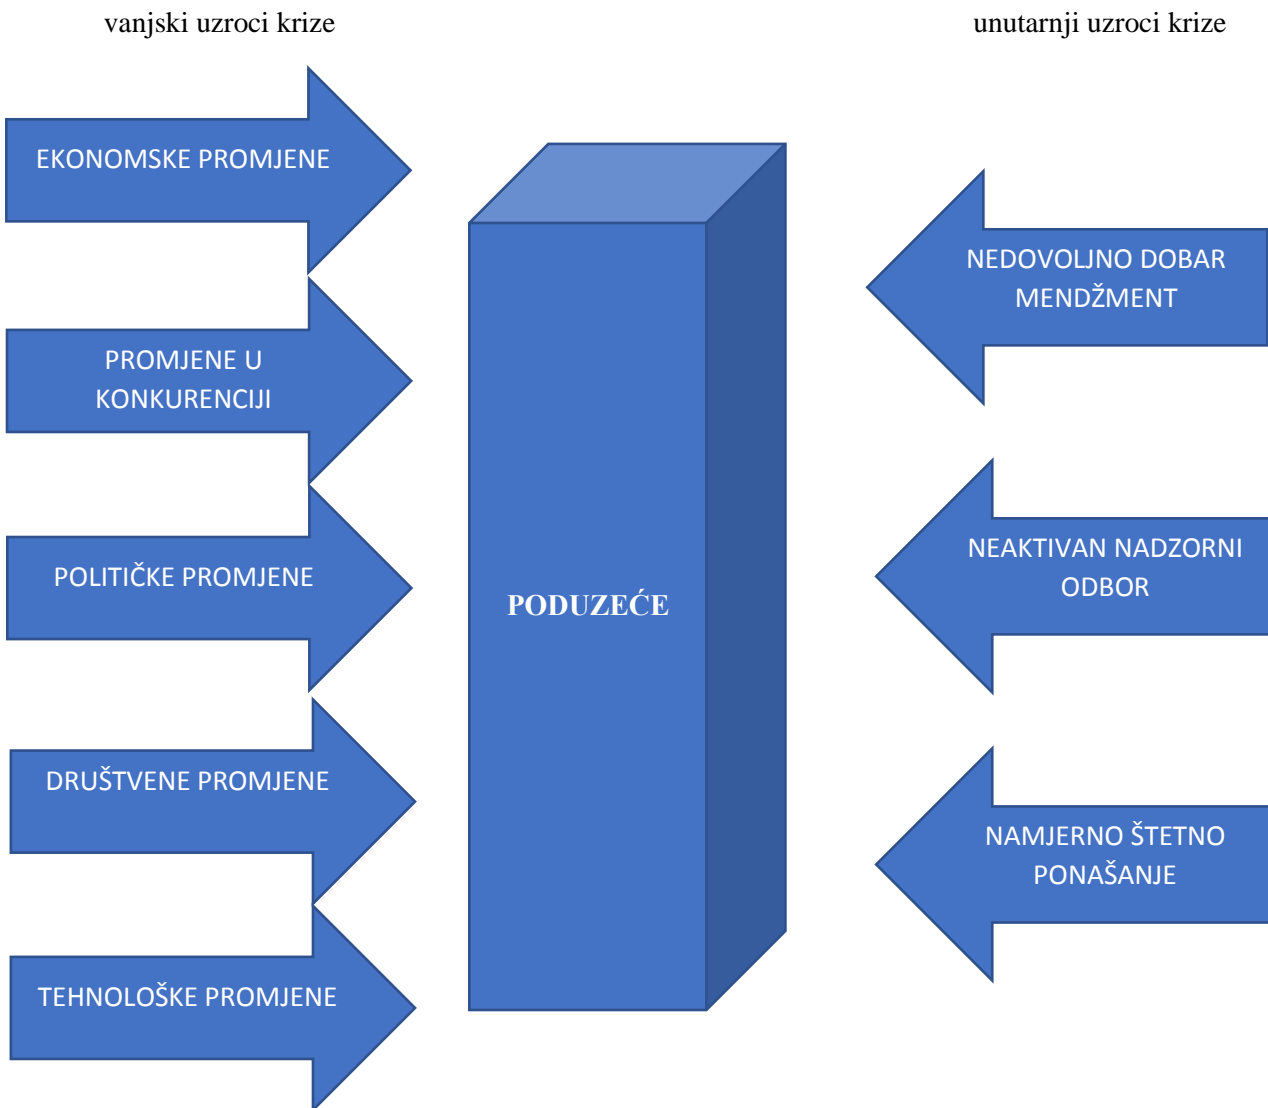 vanjski uzroci krize
unutarnji uzroci krize
EKONOMSKE PROMJENE
PROMJENE U
KONKURENCIJI
POLITIČKE PROMJENE
DRUŠTVENE PROMJENE
TEHNOLOŠKE PROMJENE
PODUZEĆE
NEDOVOLJNO DOBAR
MENDŽMENT
NEAKTIVAN NADZORNI
ODBOR
NAMJERNO ŠTETNO
PONAŠANJE